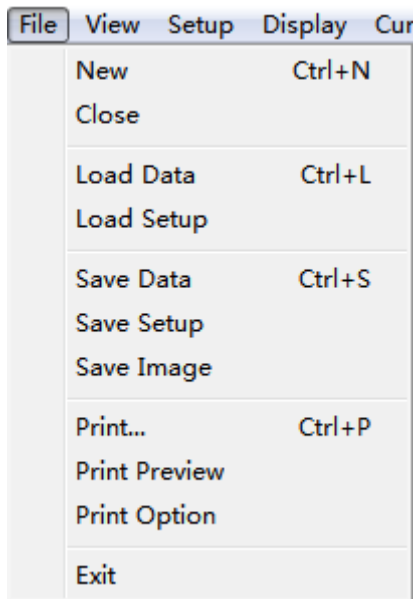 File View Setup Display Cur
New Ctrl+N
Close
Load Data Ctrl+L
Load Setup
Save Data Ctrl+S
Save Setup
Save Image
Print... Ctrl+P
Print Preview
Print Option
Exit